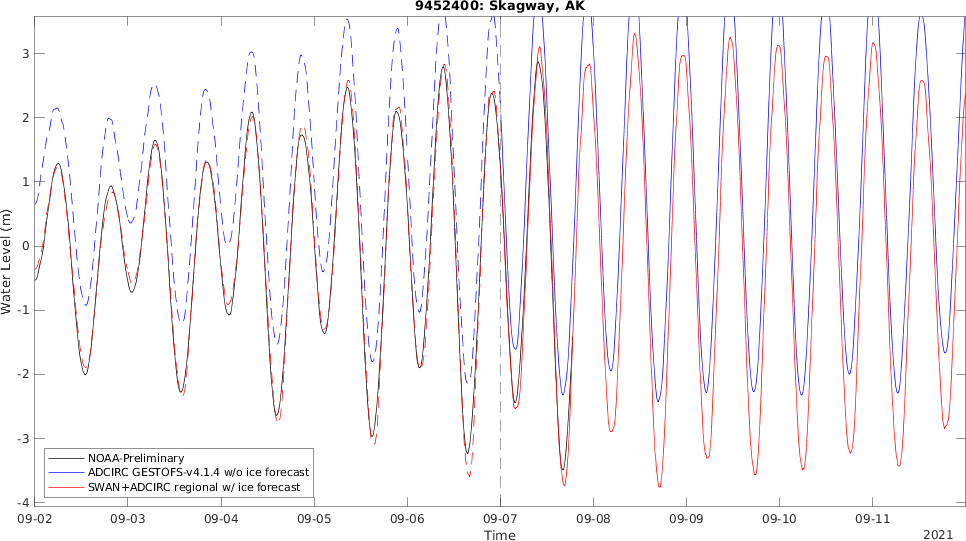 9452400: Skagway, AK
3
2
1
0
-1
-2
-3
-4
Water Level (m)
NOAA-Preliminary
ADCIRC GESTOFS-v4.1.4 w/o ice forecast
SWAN+ADCIRC regional w/ ice forecast
09-02 09-03 09-04 09-05 09-06 09-07 09-08 09-09 09-10 09-11
Time
2021